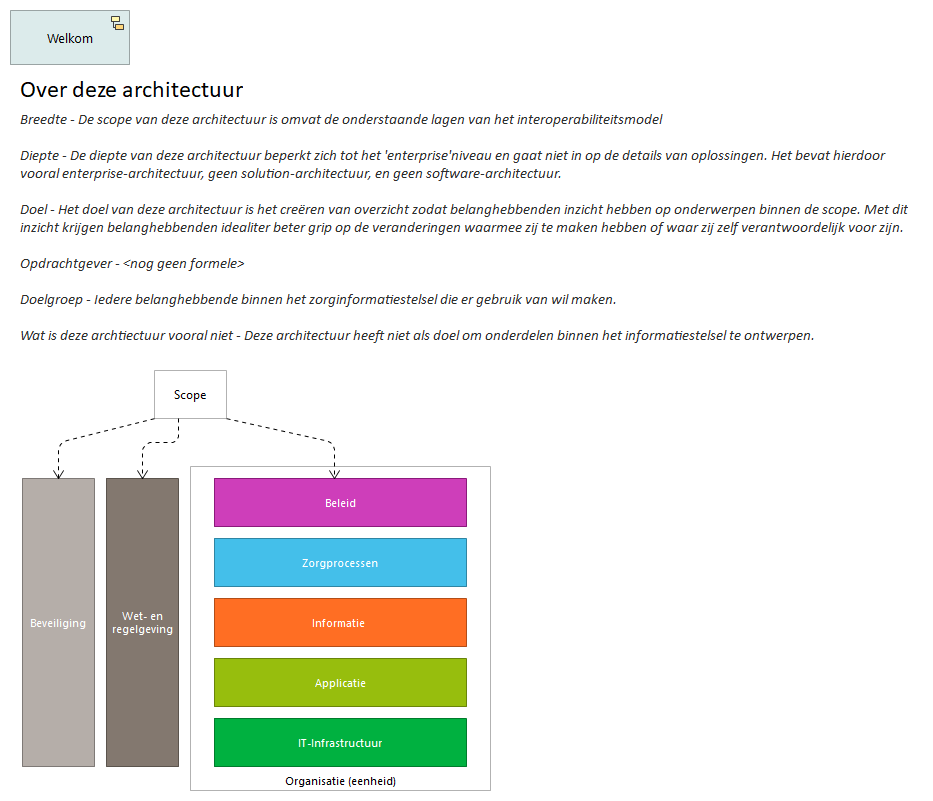 Welkom
Over deze architectuur
Breedte - De scope van deze architectuur is omvat de onderstaande lagen van het interoperabiliteitsmodel
Diepte - De diepte van deze architectuur beperkt zich tot het 'enterprise'niveau en gaat niet in op de details van oplossingen. Het bevat hierdoor
vooral enterprise-architectuur, geen solution-architectuur, en geen software-architectuur.
Doel - Het doel van deze architectuur is het creëren van overzicht zodat belanghebbenden inzicht hebben op onderwerpen binnen de scope. Met dit
inzicht krijgen belanghebbenden idealiter beter grip op de veranderingen waarmee zij te maken hebben of waar zij zelf verantwoordelijk voor zijn.
Opdrachtgever - <nog geen formele>
Doelgroep - Iedere belanghebbende binnen het zorginformatiestelsel die er gebruik van wil maken.
Wat is deze archtiectuur vooral niet - Deze architectuur heeft niet als doel om onderdelen binnen het informatiestelsel te ontwerpen.
Scope
Beveiliging
Wet- en
regelgeving
Beleid
Zorgprocessen
Informatie
Applicatie
IT-Infrastructuur
Organisatie (eenheid)